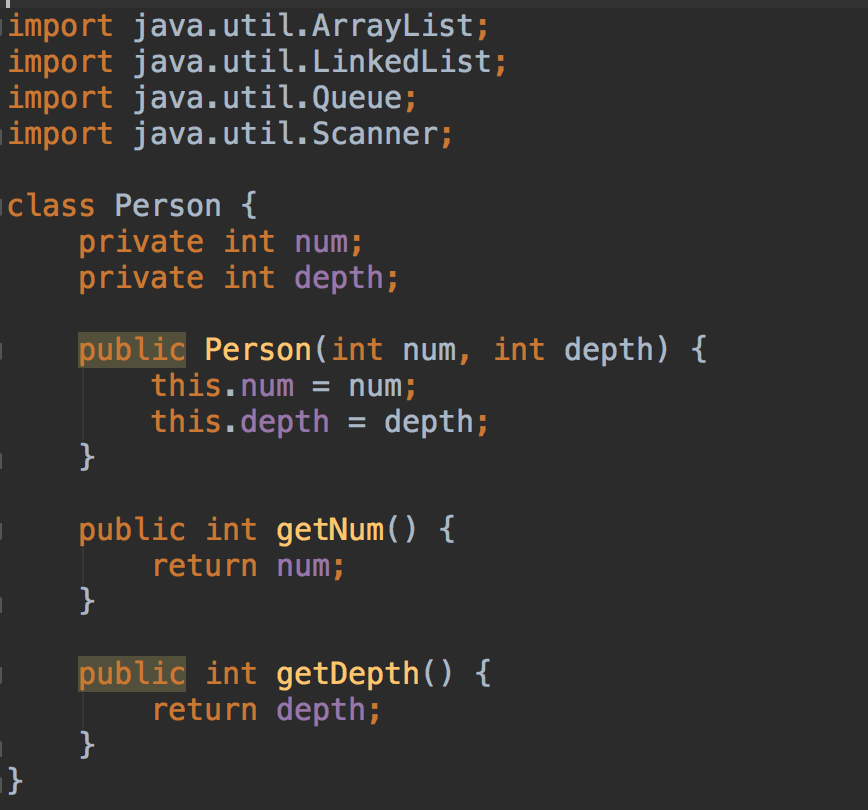 import java.util.ArrayList;
import java.util.LinkedList;
import java.util.Queue;
import java.util.Scanner;

class Person {
    private int num;
    private int depth;

    public Person(int num, int depth) {
        this.num = num;
        this.depth = depth;
    }

    public int getNum() {
        return num;
    }

    public int getDepth() {
        return depth;
    }
}